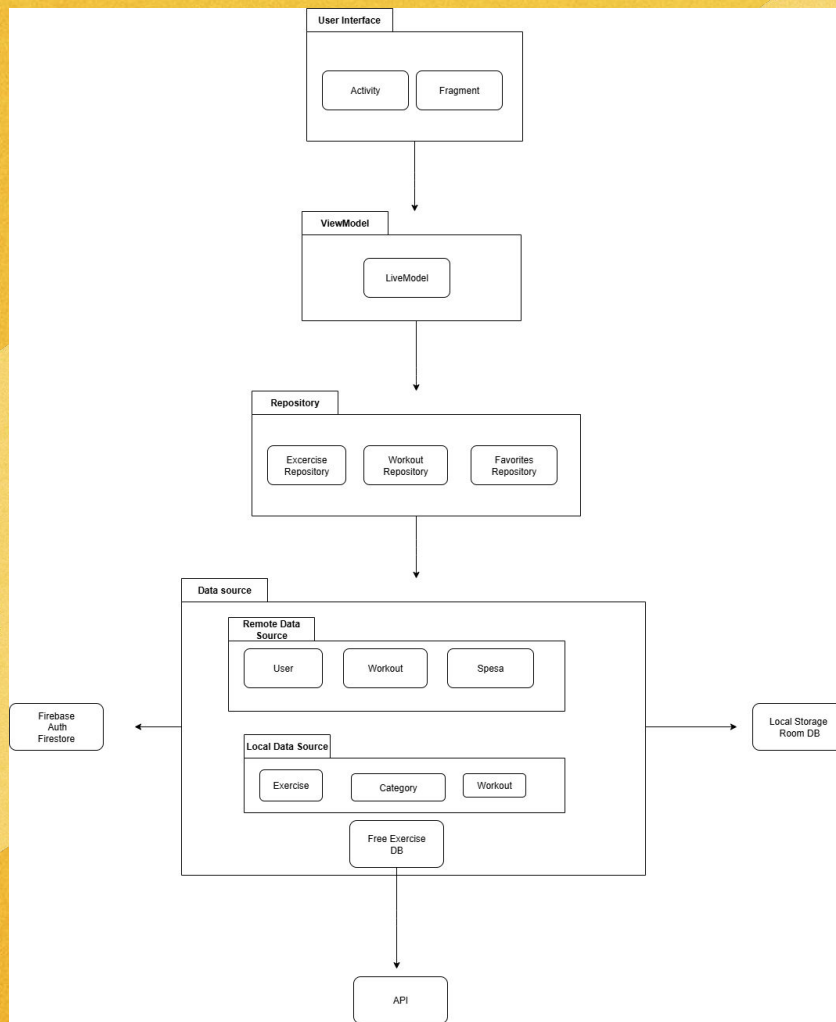 User Interface
Activity
Fragment
ViewModel
LiveModel
Repository
Excercise
Repository
Workout
Repository
Favorites
Repository
Data source
Remote Data
Source
User
Workout
Spesa
Firebase
Auth
Firestore
Local Storage
Room DB
Local Data Source
Exercise
Category
Workout
Free Exercise
DB
API